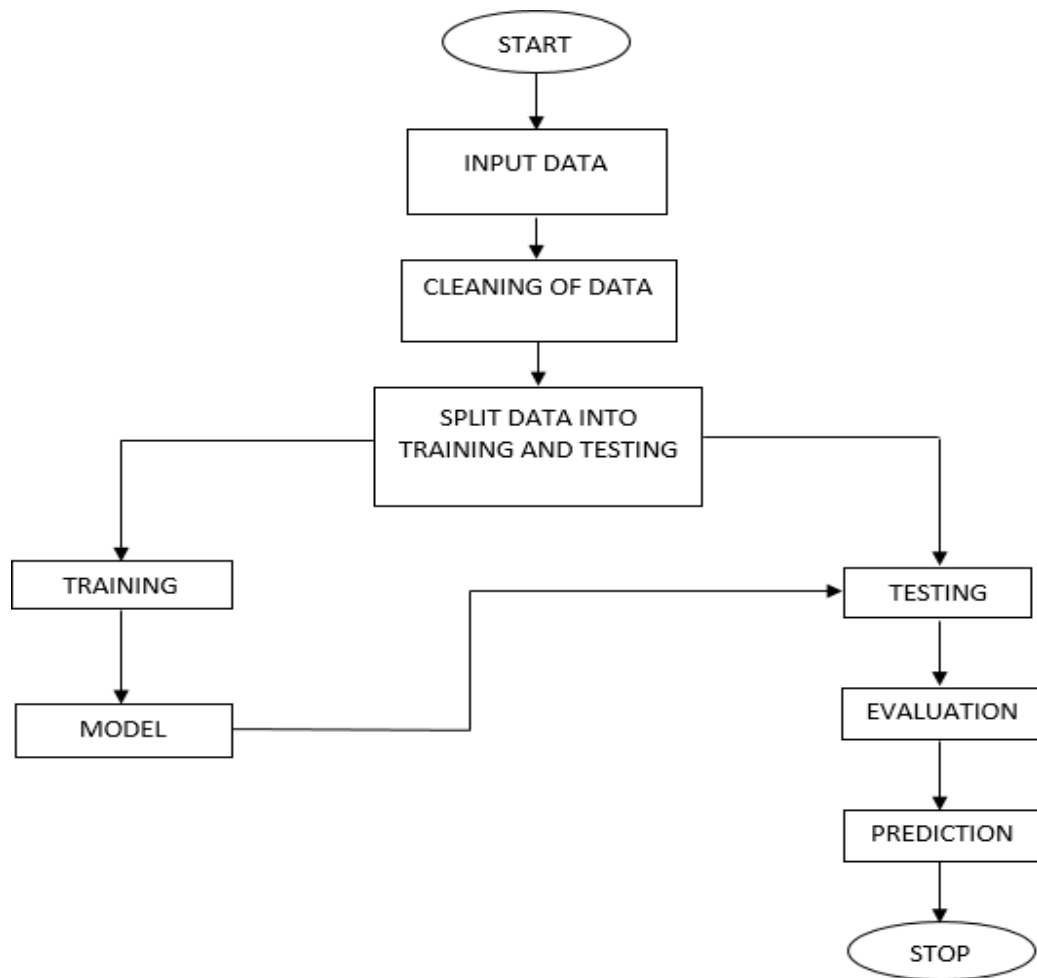 START
INPUT DATA
CLEANING OF DATA
SPLIT DATA INTO
TRAINING AND TESTING
TRAINING
TESTING
MODEL
EVALUATION
PREDICTION
STOP